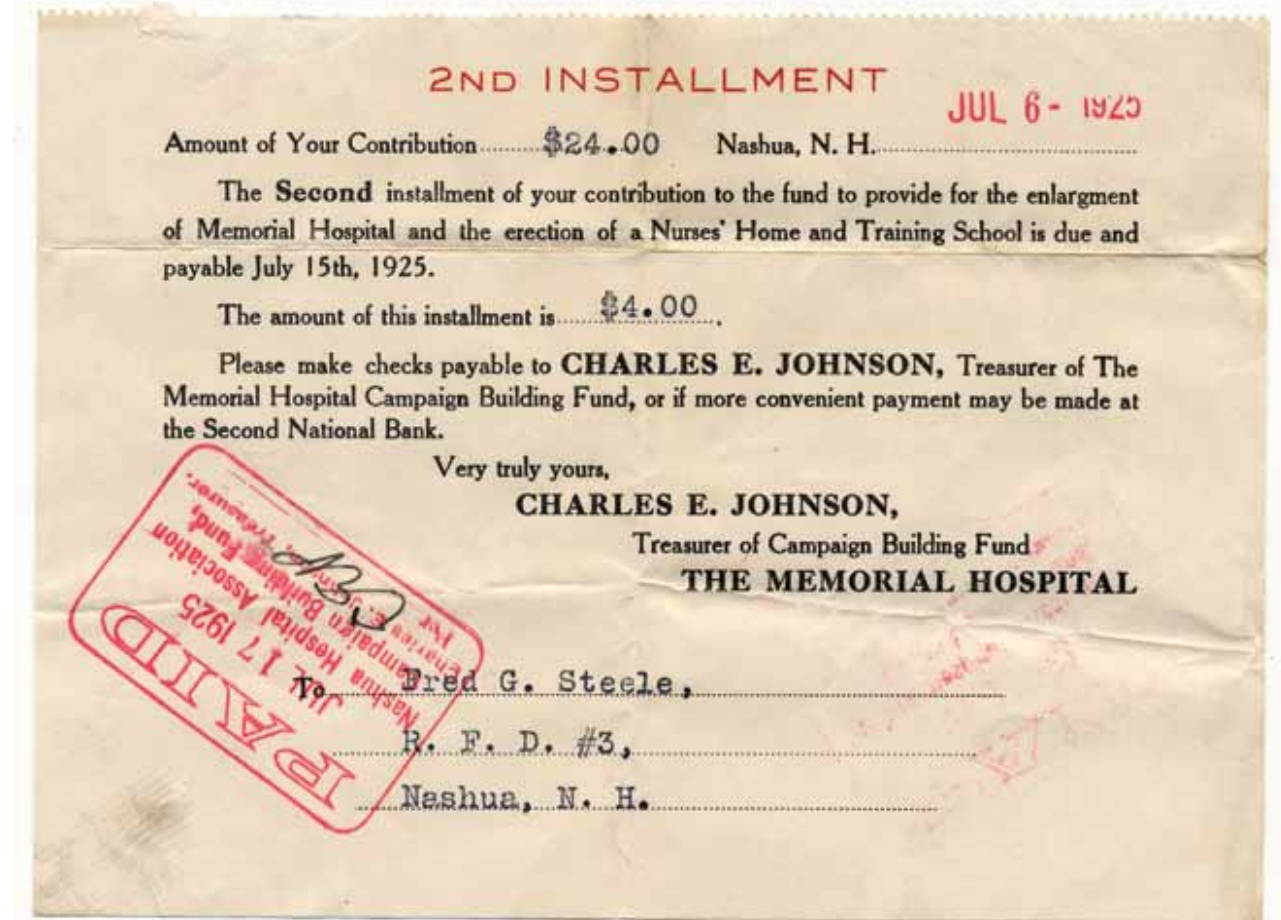 2ND INSTALLMENT
JUL 6 - 1925
Amount of Your Contribution $24.00 Nashua, N. H.
The Second installment of your contribution to the fund to provide for the enlargment
of Memorial Hospital and the erection of a Nurses' Home and Training School is due and
payable July 15th, 1925.
The amount of this installment is $4.00 .
Please make checks payable to CHARLES E. JOHNSON, Treasurer of The
Memorial Hospital Campaign Building Fund, or if more convenient payment may be made at
the Second National Bank.
Very truly yours,
CHARLES E. JOHNSON,
Treasurer of Campaign Building Fund
THE MEMORIAL HOSPITAL
PAID
JUL 17 1925
Nashua Hospital Association
Campaign Building Fund,
Charles E. Johnson, Treasurer.
Per
To Fred G. Steele,
R. F. D. #3,
Nashua, N. H.